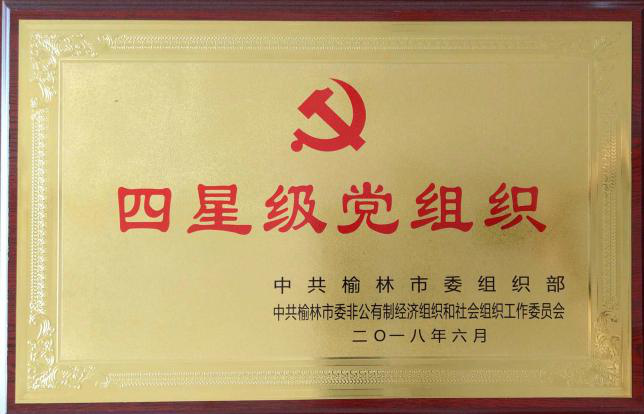 四星级党组织
中共榆林市委组织部
中共榆林市委非公有制经济组织和社会组织工作委员会
二〇一八年六月